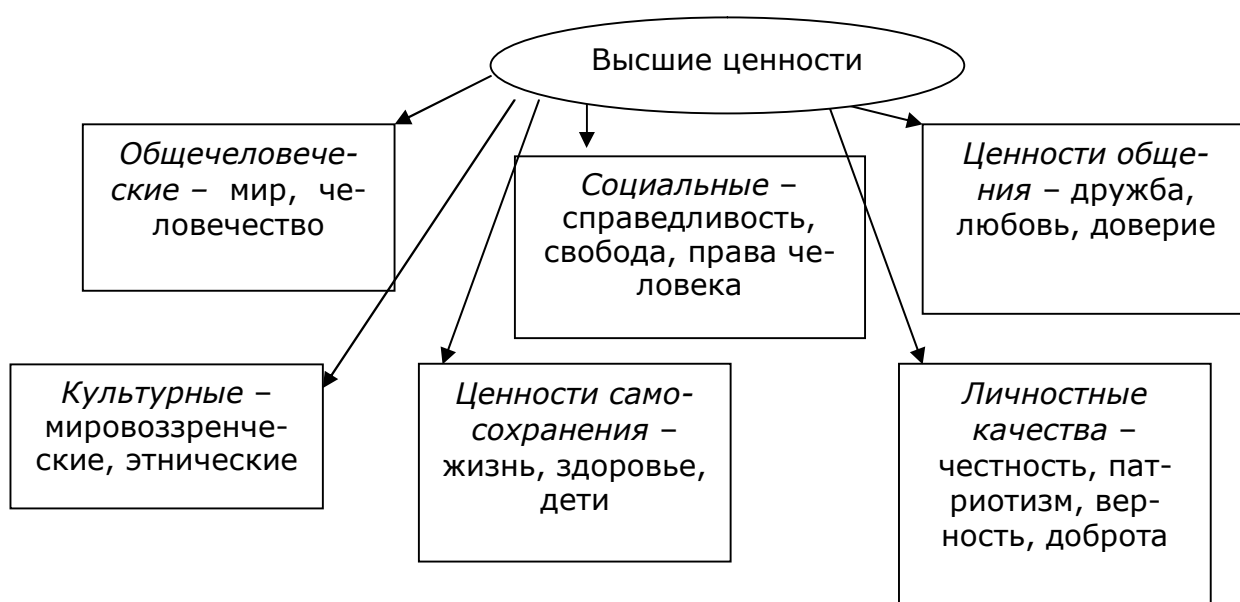 Высшие ценности
Общечеловече-
ские – мир, че-
ловечество
Социальные –
справедливость,
свобода, права че-
ловека
Ценности обще-
ния – дружба,
любовь, доверие
Культурные –
мировоззренче-
ские, этнические
Ценности само-
сохранения –
жизнь, здоровье,
дети
Личностные
качества –
честность, пат-
риотизм, вер-
ность, доброта